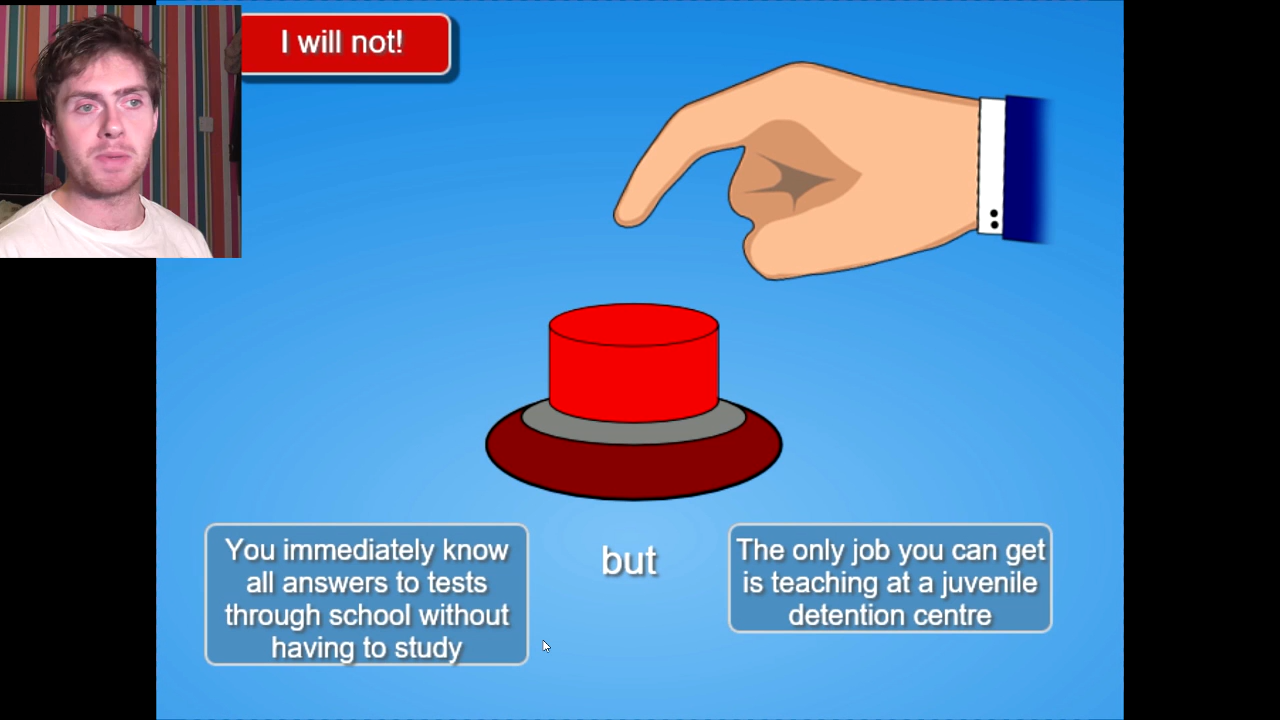 I will not!
You immediately know
all answers to tests
through school without
having to study
but
The only job you can get
is teaching at a juvenile
detention centre